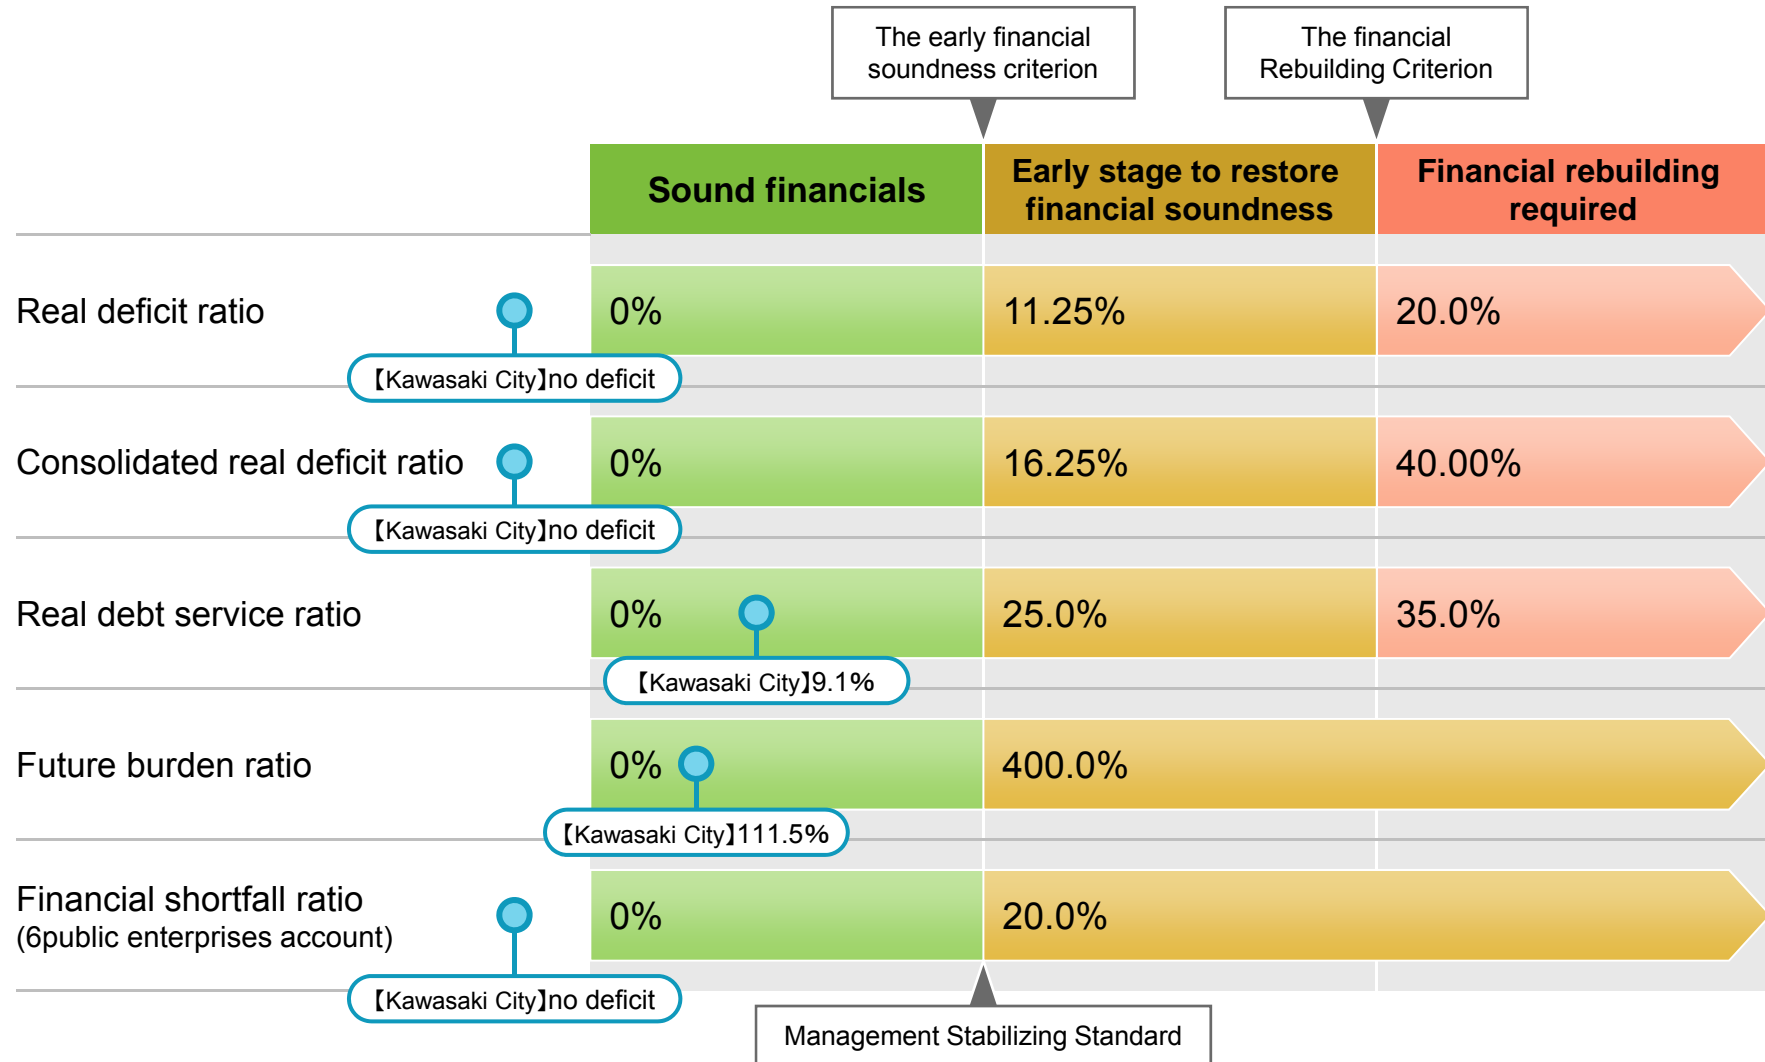 The early financial
soundness criterion
The financial
Rebuilding Criterion
Sound financials
Early stage to restore
financial soundness
Financial rebuilding
required
Real deficit ratio
0%
11.25%
20.0%
【Kawasaki City】no deficit
Consolidated real deficit ratio
0%
16.25%
40.00%
【Kawasaki City】no deficit
Real debt service ratio
0%
25.0%
35.0%
【Kawasaki City】9.1%
Future burden ratio
0%
400.0%
【Kawasaki City】111.5%
Financial shortfall ratio
(6public enterprises account)
0%
20.0%
【Kawasaki City】no deficit
Management Stabilizing Standard